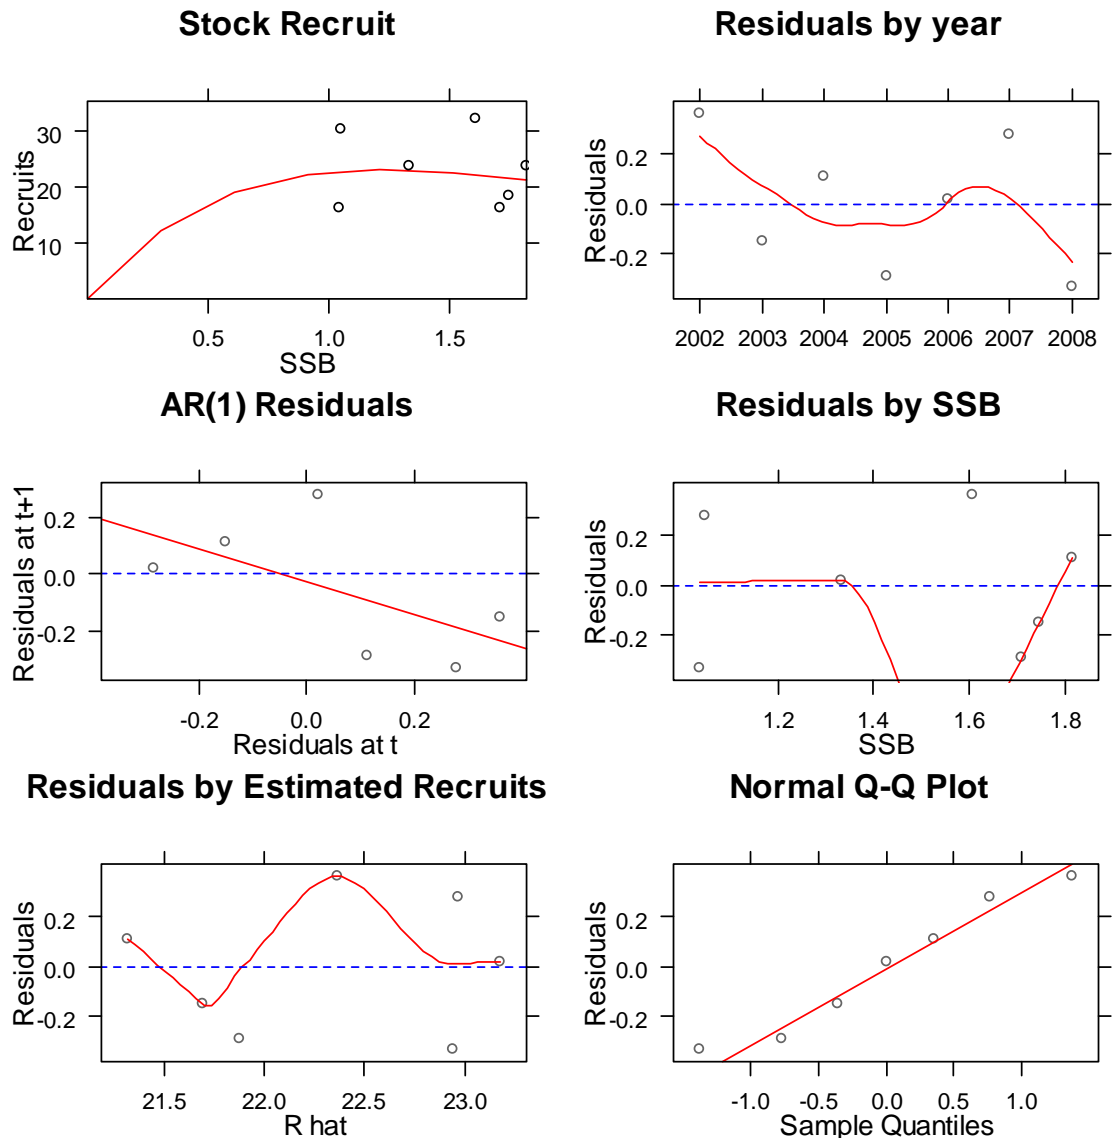 Stock Recruit
Recruits
30
20
10
0.5 1.0 1.5
SSB
Residuals by year
Residuals
0.2
0.0
-0.2
2002 2003 2004 2005 2006 2007 2008
AR(1) Residuals
Residuals at t+1
0.2
0.0
-0.2
-0.2 0.0 0.2
Residuals at t
Residuals by SSB
Residuals
0.2
0.0
-0.2
1.2 1.4 1.6 1.8
SSB
Residuals by Estimated Recruits
Residuals
0.2
0.0
-0.2
21.5 22.0 22.5 23.0
R hat
Normal Q-Q Plot
Residuals
0.2
0.0
-0.2
-1.0 -0.5 0.0 0.5 1.0
Sample Quantiles